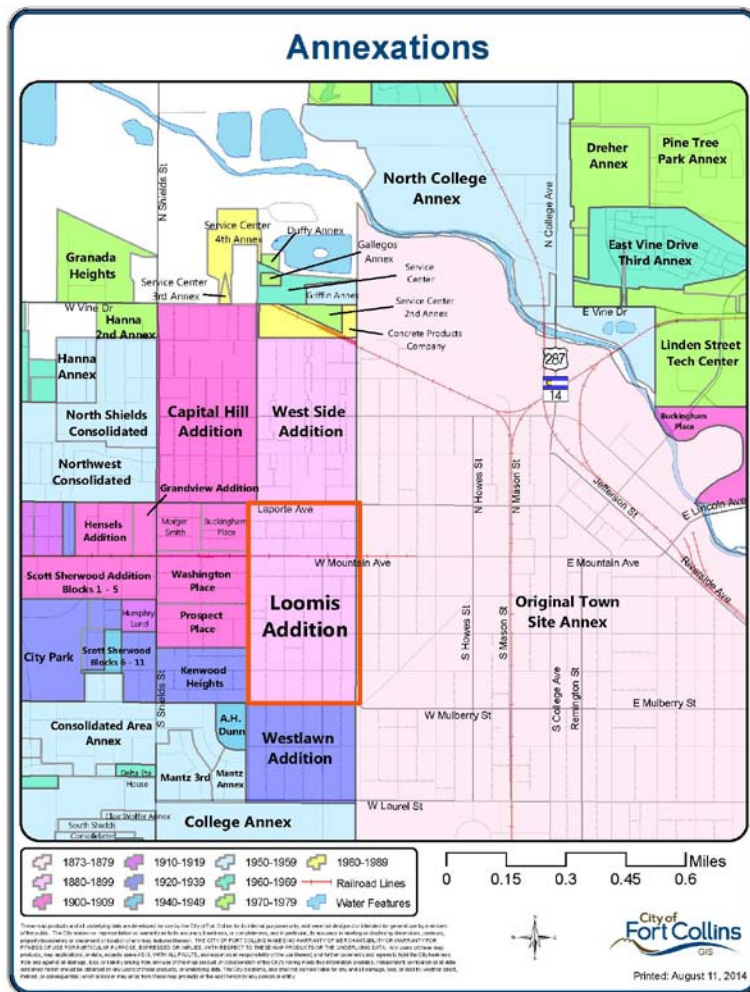 Annexations
North College
Annex
Dreher
Annex
Pine Tree
Park Annex
N Shields St
N College Ave
Service Center
4th Annex
Duffy Annex
Gallegos
Annex
East Vine Drive
Third Annex
Granada
Heights
Service
Center
Service Center
3rd Annex
Griffin Annex
Service Center
2nd Annex
W Vine Dr
E Vine Dr
Hanna
2nd Annex
Concrete Products
Company
Linden Street
Tech Center
Hanna
Annex
287
14
North Shields
Consolidated
Capital Hill
Addition
West Side
Addition
Buckingham
Place
Northwest
Consolidated
Grandview Addition
N Howes St
N Mason St
Jefferson St
E Lincoln Ave
Hensels
Addition
Buckingham
Place
Laporte Ave
W Mountain Ave
E Mountain Ave
Riverside Ave
Scott Sherwood Addition
Blocks 1 - 5
Washington
Place
Loomis
Addition
Original Town
Site Annex
Humphry
Lund
Prospect
Place
S Howes St
S Mason St
City Park
Scott Sherwood
Blocks 6 - 11
Kenwood
Heights
S Shields St
S College Ave
Remington St
W Mulberry St
E Mulberry St
Consolidated Area
Annex
A.H.
Dunn
Westlawn
Addition
Mantz 3rd
Mantz
Annex
Delta Eta
House
W Laurel St
College Annex
South Shields
Consolidated
1873-1879
1910-1919
1950-1959
1980-1989
1880-1899
1920-1939
1960-1969
Railroad Lines
1900-1909
1940-1949
1970-1979
Water Features
Miles
0
0.15
0.3
0.45
0.6
City of
Fort Collins
GIS
Printed: August 11, 2014